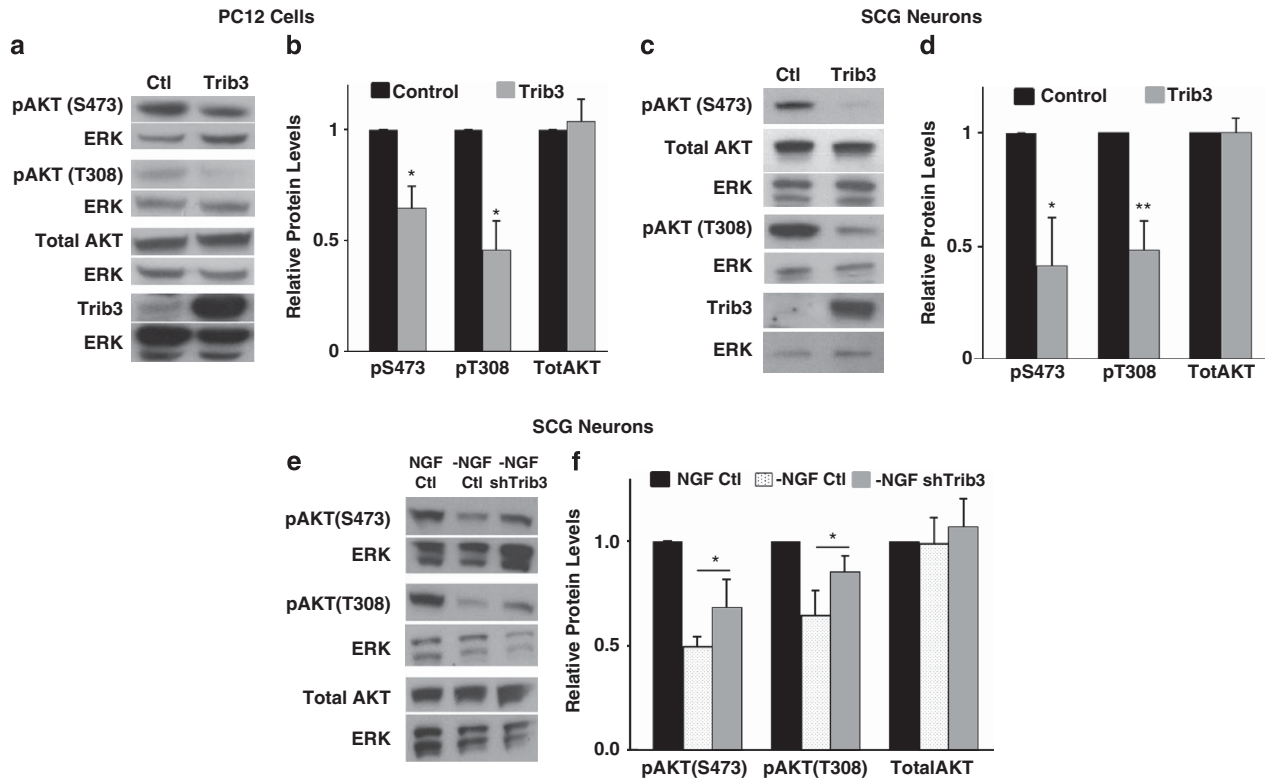 PC12 Cells
SCG Neurons
a
Ctl Trib3
pAKT (S473)
ERK
pAKT (T308)
ERK
Total AKT
ERK
Trib3
ERK
b
Control Trib3
Relative Protein Levels
1
*
*
0.5
0
pS473 pT308 TotAKT
c
Ctl Trib3
pAKT (S473)
Total AKT
ERK
pAKT (T308)
ERK
Trib3
ERK
d
Control Trib3
Relative Protein Levels
1
*
**
0.5
0
pS473 pT308 TotAKT
SCG Neurons
e
NGF -NGF -NGF
Ctl Ctl shTrib3
pAKT(S473)
ERK
pAKT(T308)
ERK
Total AKT
ERK
f
NGF Ctl -NGF Ctl -NGF shTrib3
Relative Protein Levels
1.0
*
*
0.5
0.0
pAKT(S473) pAKT(T308) TotalAKT